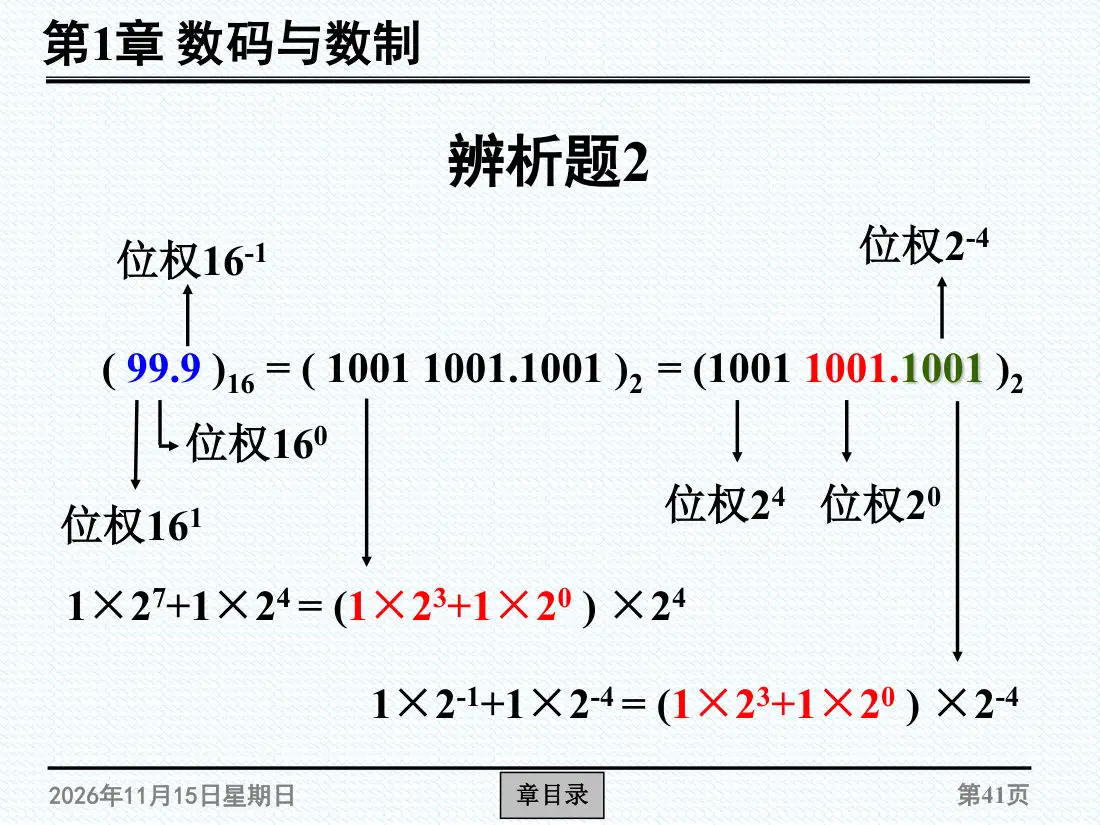 第1章 数码与数制
辨析题2
位权16⁻¹
位权2⁻⁴
( 99.9 )₁₆ = ( 1001 1001.1001 )₂ = (1001 1001.1001 )₂
位权16⁰
位权16¹
位权2⁴
位权2⁰
1×2⁷+1×2⁴ = (1×2³+1×2⁰ ) ×2⁴
1×2⁻¹+1×2⁻⁴ = (1×2³+1×2⁰ ) ×2⁻⁴
2026年11月15日星期日
章目录
第41页